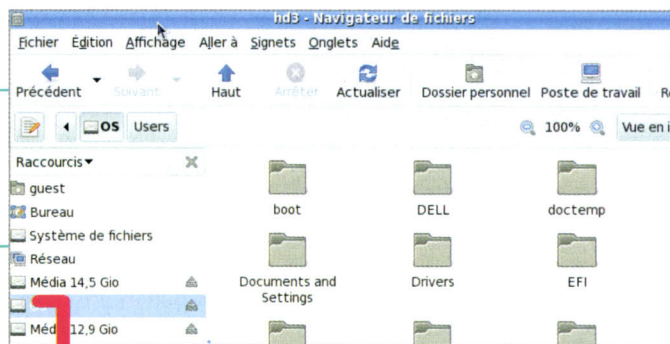 hd3 - Navigateur de fichiers
Fichier Édition Affichage Aller à Signets Onglets Aide
Précédent Suivant Haut Arrêter Actualiser Dossier personnel Poste de travail
OS Users 100% Vue en i
Raccourcis
guest
Bureau
Système de fichiers
Réseau
Média 14,5 Gio
12,9 Gio
boot DELL doctemp
Documents and Settings Drivers EFI